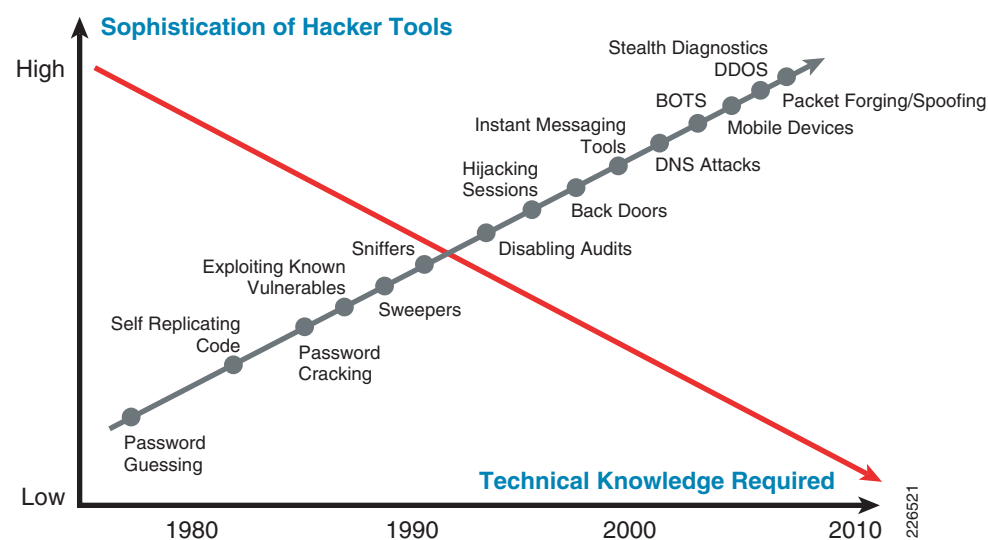 Sophistication of Hacker Tools
High
Stealth Diagnostics
DDOS
Packet Forging/Spoofing
BOTS
Mobile Devices
Instant Messaging
Tools
DNS Attacks
Hijacking
Sessions
Back Doors
Sniffers
Disabling Audits
Exploiting Known
Vulnerables
Sweepers
Self Replicating
Code
Password
Cracking
Password
Guessing
Technical Knowledge Required
Low
1980
1990
2000
2010
226521